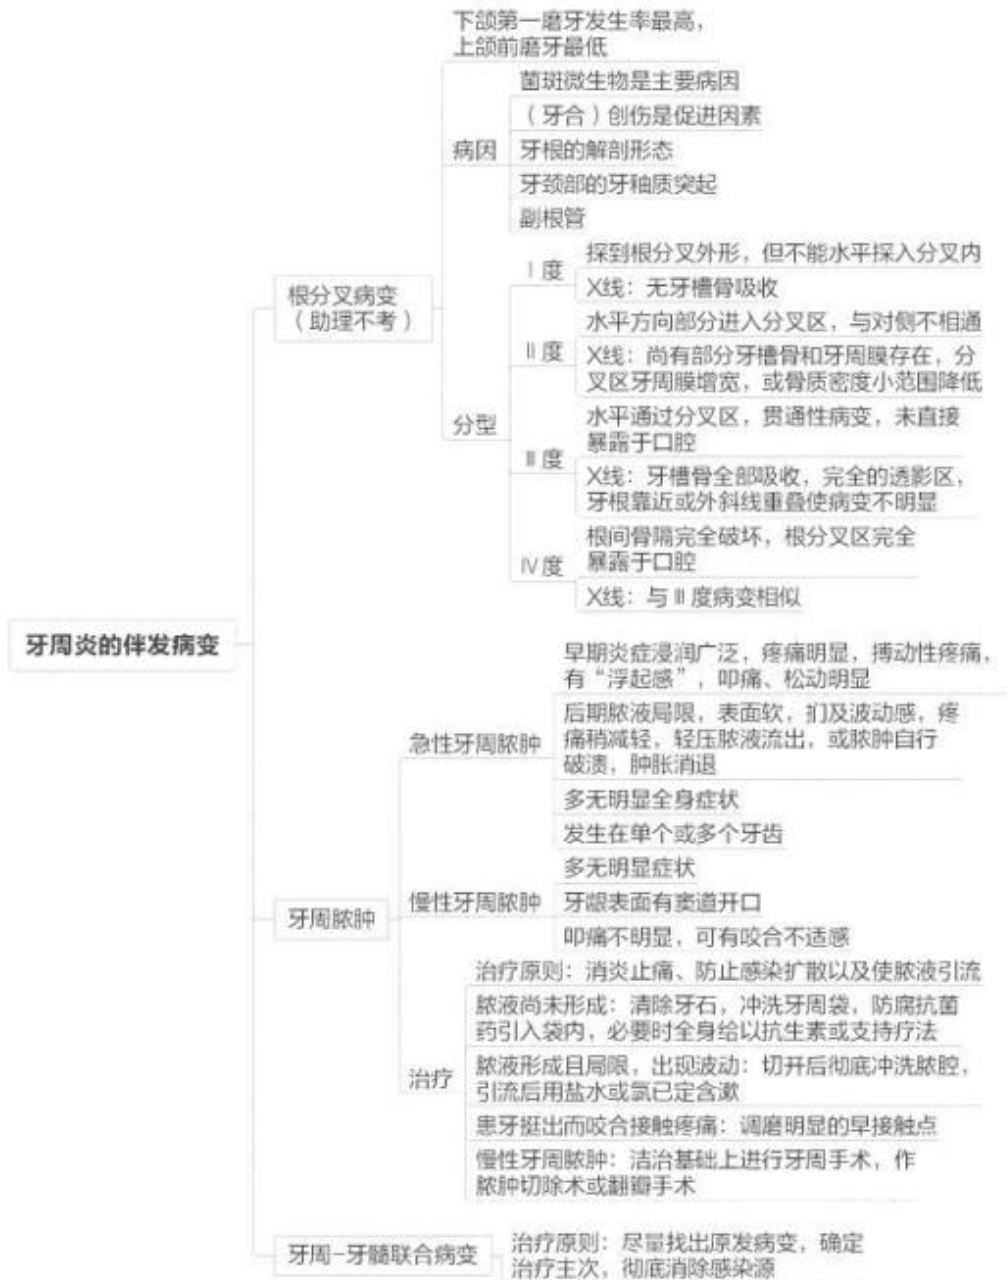 下颌第一磨牙发生率最高，
上颌前磨牙最低
菌斑微生物是主要病因
（牙合）创伤是促进因素
病因
牙根的解剖形态
牙颈部的牙釉质突起
副根管
根分叉病变
（助理不考）
分型
Ⅰ度
探到根分叉外形，但不能水平探入分叉内
X线：无牙槽骨吸收
Ⅱ度
水平方向部分进入分叉区，与对侧不相通
X线：尚有部分牙槽骨和牙周膜存在，分
叉区牙周膜增宽，或骨质密度小范围降低
Ⅲ度
水平通过分叉区，贯通性病变，未直接
暴露于口腔
X线：牙槽骨全部吸收，完全的透影区，
牙根靠近或外斜线重叠使病变不明显
Ⅳ度
根间骨隔完全破坏，根分叉区完全
暴露于口腔
X线：与Ⅲ度病变相似
牙周炎的伴发病变
牙周脓肿
急性牙周脓肿
早期炎症浸润广泛，疼痛明显，搏动性疼痛，
有“浮起感”，叩痛、松动明显
后期脓液局限，表面软，扪及波动感，疼
痛稍减轻，轻压脓液流出，或脓肿自行
破溃，肿胀消退
多无明显全身症状
发生在单个或多个牙齿
慢性牙周脓肿
多无明显症状
牙龈表面有窦道开口
叩痛不明显，可有咬合不适感
治疗
治疗原则：消炎止痛、防止感染扩散以及使脓液引流
脓液尚未形成：清除牙石，冲洗牙周袋，防腐抗菌
药引入袋内，必要时全身给以抗生素或支持疗法
脓液形成且局限，出现波动：切开后彻底冲洗脓腔，
引流后用盐水或氯已定含漱
患牙挺出而咬合接触疼痛：调磨明显的早接触点
慢性牙周脓肿：洁治基础上进行牙周手术，作
脓肿切除术或翻瓣手术
牙周-牙髓联合病变
治疗原则：尽量找出原发病变，确定
治疗主次，彻底消除感染源